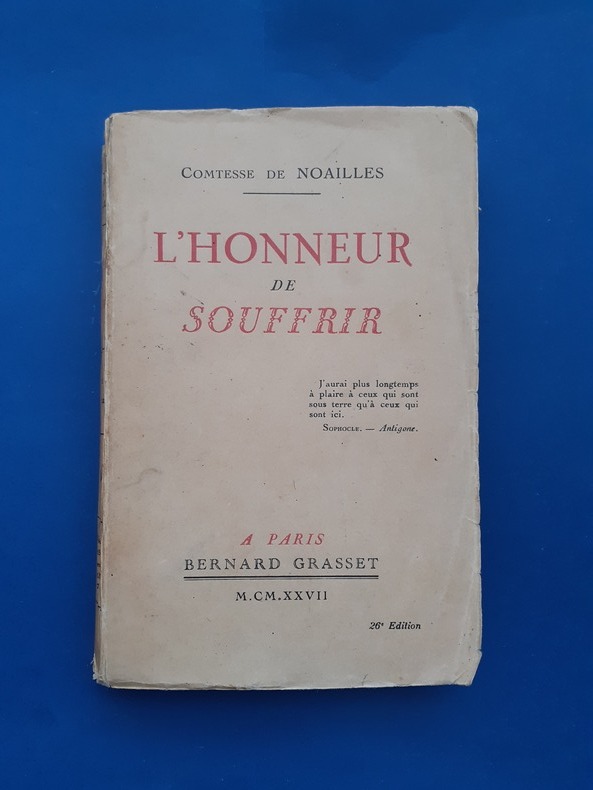 COMTESSE DE NOAILLES
L'HONNEUR
DE
SOUFFRIR
J'aurai plus longtemps
à plaire à ceux qui sont
sous terre qu'à ceux qui
sont ici.
SOPHOCLE. — Antigone.
A PARIS
BERNARD GRASSET
M.CM.XXVII
26e Edition